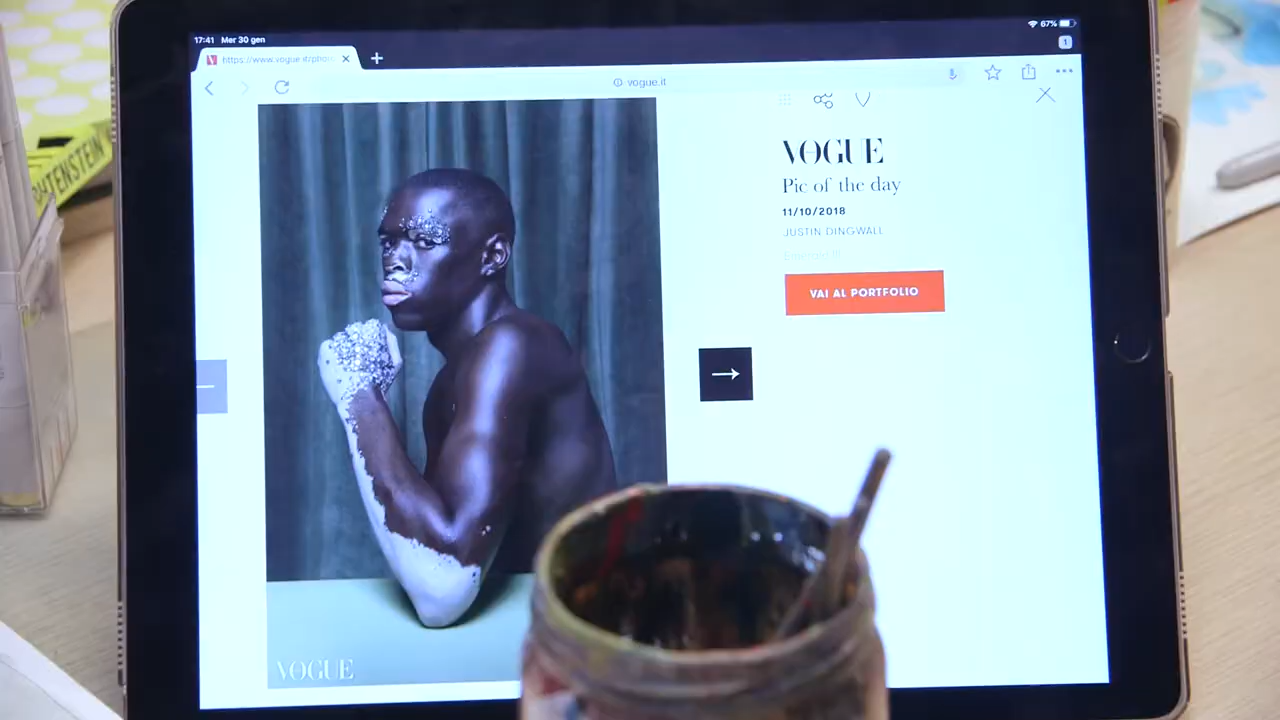 17:41 Mer 30 gen
67%
1
https://www.vogue.it/phot
vogue.it
VOGUE
Pic of the day
11/10/2018
JUSTIN DINGWALL
VAI AL PORTFOLIO
VOGUE